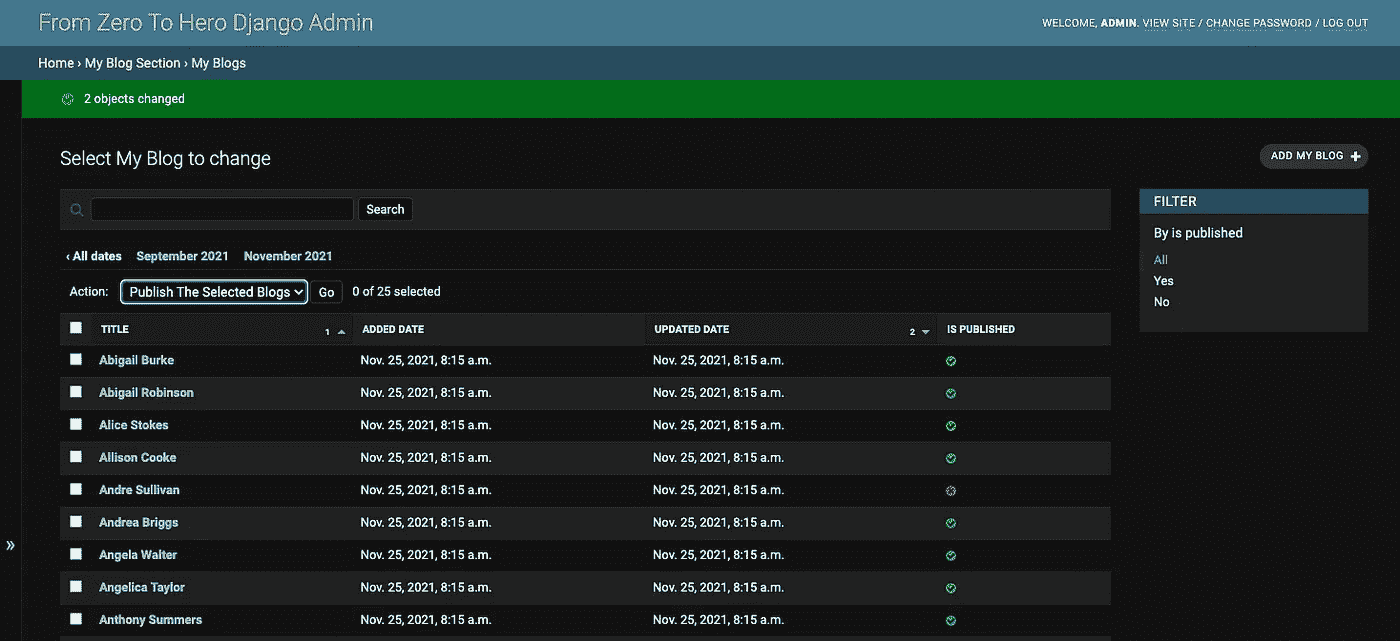 From Zero To Hero Django Admin
WELCOME, ADMIN. VIEW SITE / CHANGE PASSWORD / LOG OUT
Home › My Blog Section › My Blogs
2 objects changed
Select My Blog to change
ADD MY BLOG +
Search
FILTER
By is published
All
Yes
No
‹ All dates September 2021 November 2021
Action: Publish The Selected Blogs Go 0 of 25 selected
TITLE 1 ADDED DATE UPDATED DATE 2 IS PUBLISHED
Abigail Burke Nov. 25, 2021, 8:15 a.m. Nov. 25, 2021, 8:15 a.m.
Abigail Robinson Nov. 25, 2021, 8:15 a.m. Nov. 25, 2021, 8:15 a.m.
Alice Stokes Nov. 25, 2021, 8:15 a.m. Nov. 25, 2021, 8:15 a.m.
Allison Cooke Nov. 25, 2021, 8:15 a.m. Nov. 25, 2021, 8:15 a.m.
Andre Sullivan Nov. 25, 2021, 8:15 a.m. Nov. 25, 2021, 8:15 a.m.
Andrea Briggs Nov. 25, 2021, 8:15 a.m. Nov. 25, 2021, 8:15 a.m.
Angela Walter Nov. 25, 2021, 8:15 a.m. Nov. 25, 2021, 8:15 a.m.
Angelica Taylor Nov. 25, 2021, 8:15 a.m. Nov. 25, 2021, 8:15 a.m.
Anthony Summers Nov. 25, 2021, 8:15 a.m. Nov. 25, 2021, 8:15 a.m.
»